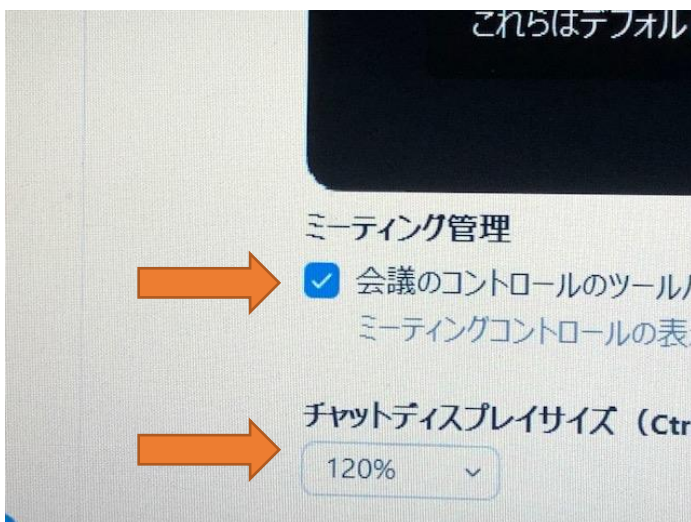 これらはデフォル
ミーティング管理
会議のコントロールのツール
ミーティングコントロールの表
チャットディスプレイサイズ（Ctr
120%